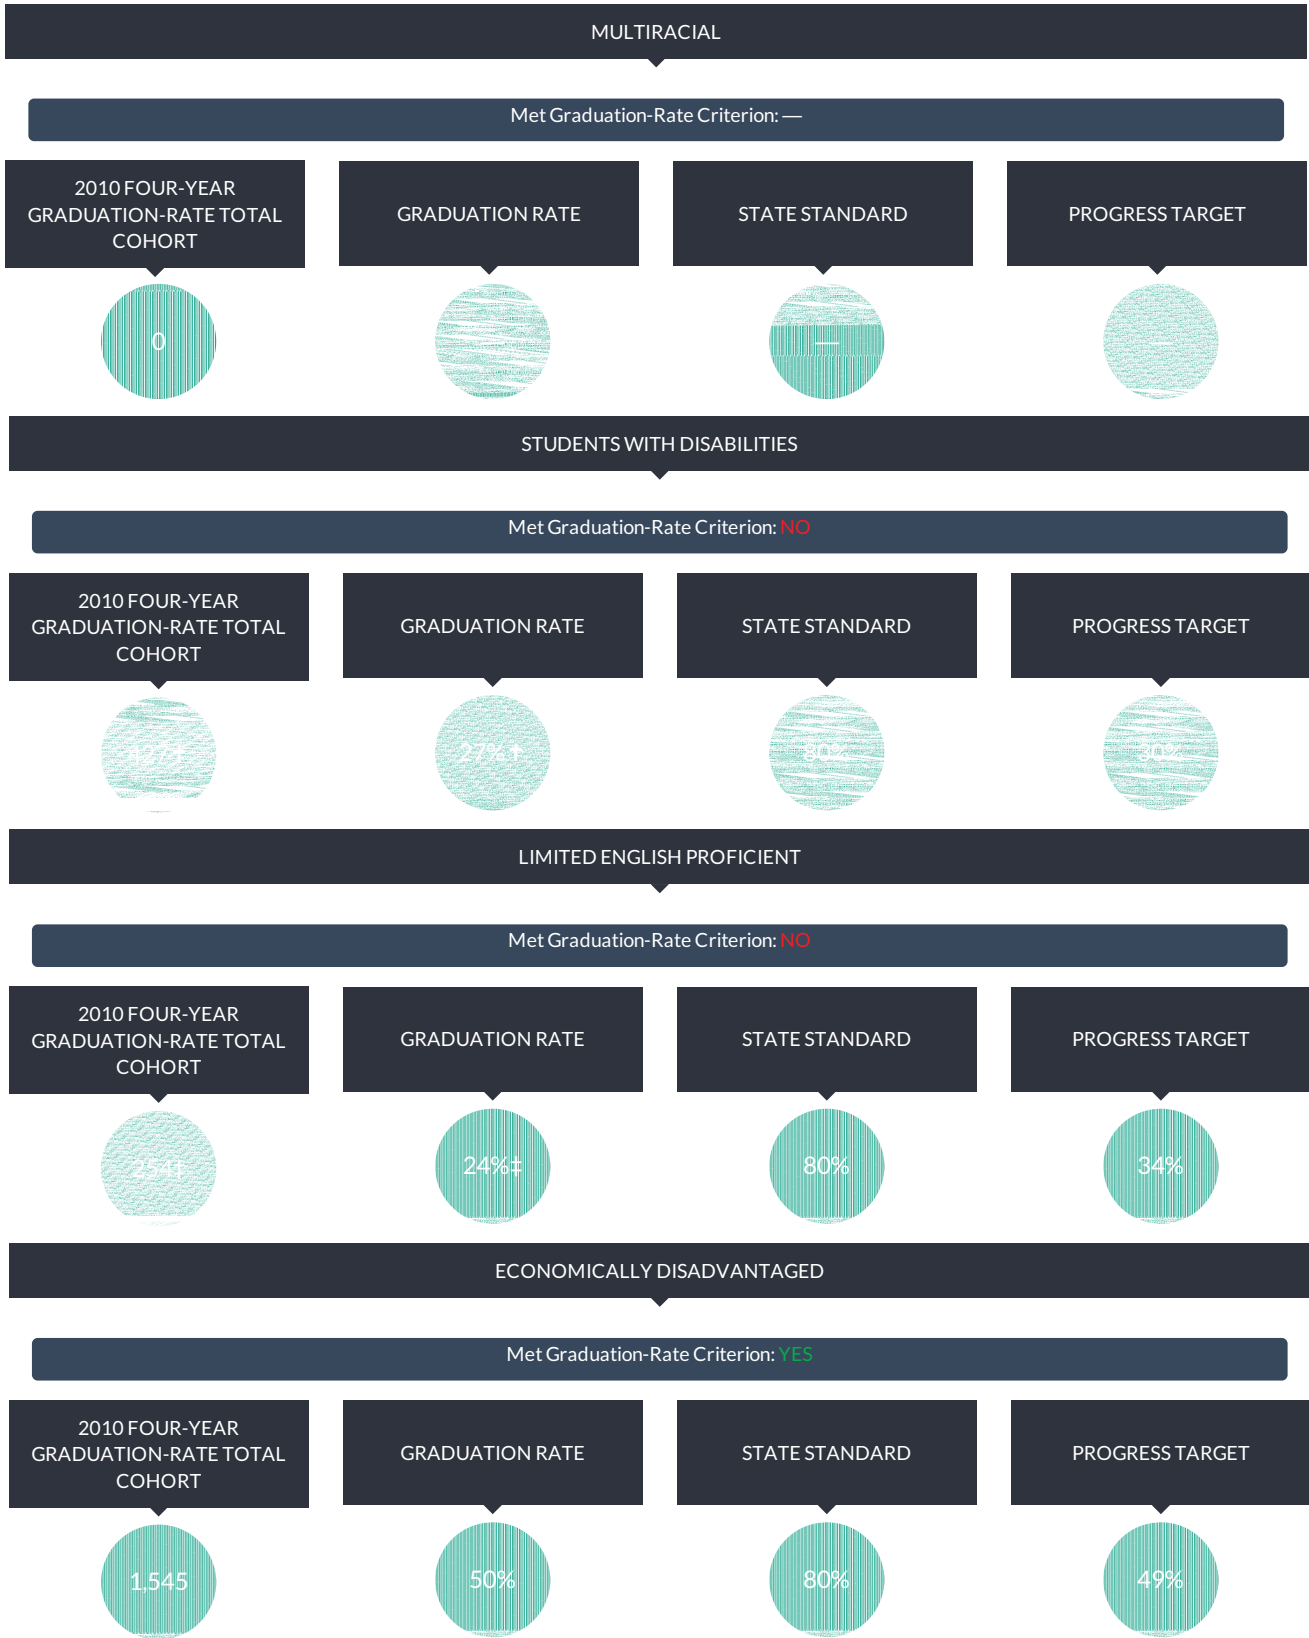 MULTIRACIAL
Met Graduation-Rate Criterion: —
2010 FOUR-YEAR
GRADUATION-RATE TOTAL
COHORT
GRADUATION RATE
STATE STANDARD
PROGRESS TARGET
0
—
STUDENTS WITH DISABILITIES
Met Graduation-Rate Criterion: NO
2010 FOUR-YEAR
GRADUATION-RATE TOTAL
COHORT
GRADUATION RATE
STATE STANDARD
PROGRESS TARGET
27%‡
80%
30%
LIMITED ENGLISH PROFICIENT
Met Graduation-Rate Criterion: NO
2010 FOUR-YEAR
GRADUATION-RATE TOTAL
COHORT
GRADUATION RATE
STATE STANDARD
PROGRESS TARGET
254‡
24%‡
80%
34%
ECONOMICALLY DISADVANTAGED
Met Graduation-Rate Criterion: YES
2010 FOUR-YEAR
GRADUATION-RATE TOTAL
COHORT
GRADUATION RATE
STATE STANDARD
PROGRESS TARGET
1,545
50%
80%
49%